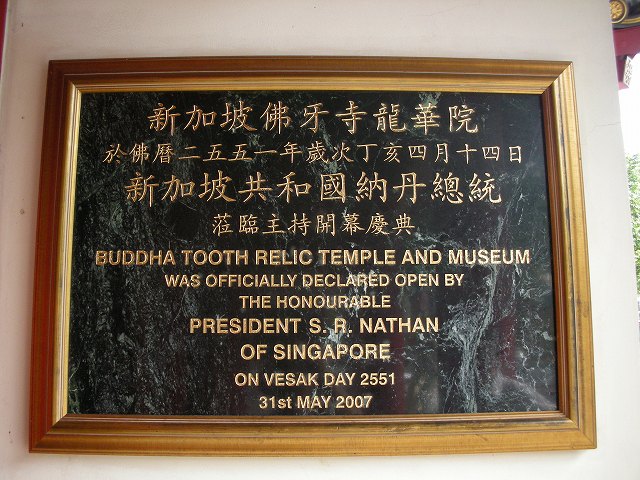 新加坡佛牙寺龍華院
於佛曆二五五一年歲次丁亥四月十四日
新加坡共和國納丹總統
蒞臨主持開幕慶典
BUDDHA TOOTH RELIC TEMPLE AND MUSEUM
WAS OFFICIALLY DECLARED OPEN BY
THE HONOURABLE
PRESIDENT S. R. NATHAN
OF SINGAPORE
ON VESAK DAY 2551
31st MAY 2007